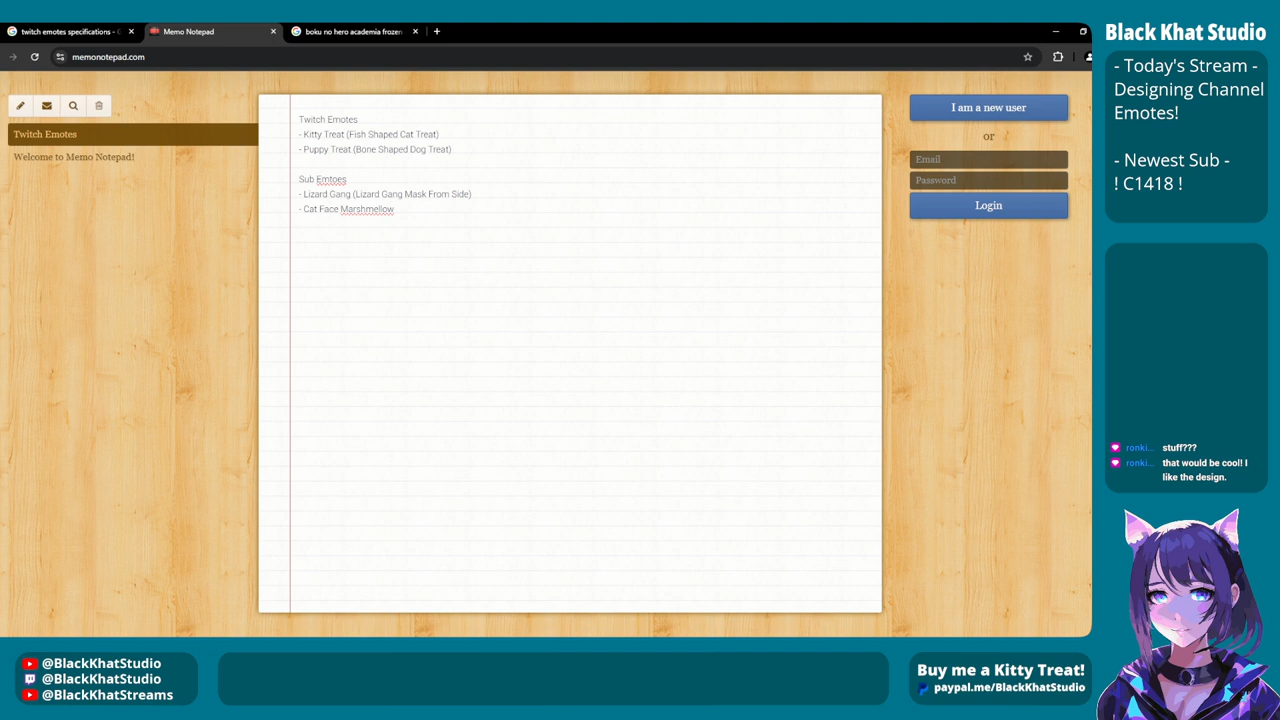 twitch emotes specifications - G
Memo Notepad
boku no hero academia frozen
memonotepad.com
Twitch Emotes
Welcome to Memo Notepad!
Twitch Emotes
- Kitty Treat (Fish Shaped Cat Treat)
- Puppy Treat (Bone Shaped Dog Treat)
Sub Emtoes
- Lizard Gang (Lizard Gang Mask From Side)
- Cat Face Marshmellow
I am a new user
or
Email
Password
Login
Black Khat Studio
- Today's Stream -
Designing Channel
Emotes!
- Newest Sub -
! C1418 !
ronki... stuff???
ronki... that would be cool! I
like the design.
@BlackKhatStudio
@BlackKhatStudio
@BlackKhatStreams
Buy me a Kitty Treat!
paypal.me/BlackKhatStudio